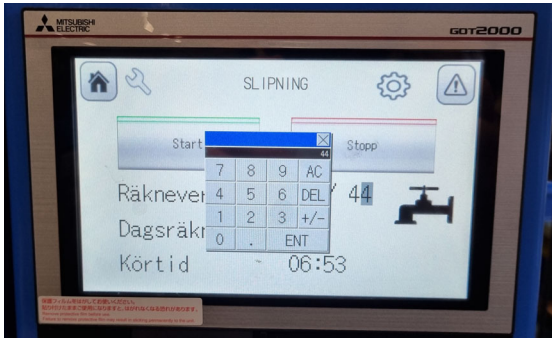 MITSUBISHI
ELECTRIC
GOT2000
SLIPNING
Start
Stopp
44
7 8 9 AC
Räknever 4 5 6 DEL / 44
1 2 3 +/-
Dagsräkn 0 . ENT
Körtid 06:53